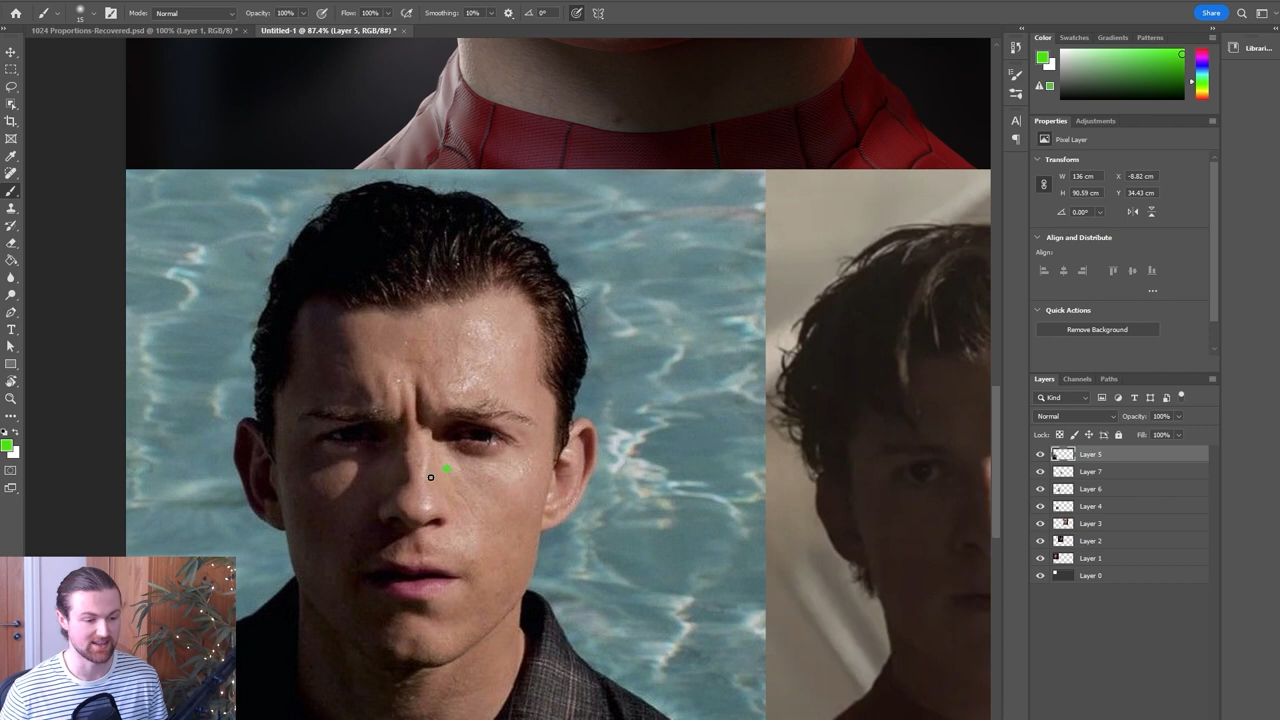 Mode: Normal Opacity: 100% Flow: 100% Smoothing: 10% 0° Share
15
1024 Proportions-Recovered.psd @ 100% (Layer 1, RGB/8*) * × Untitled-1 @ 87.4% (Layer 5, RGB/8#) * ×
Color Swatches Gradients Patterns
Librari...
Properties Adjustments
Pixel Layer
Transform
W 136 cm X -8.82 cm
H 90.59 cm Y 34.43 cm
0.00°
Align and Distribute
Align:
...
Quick Actions
Remove Background
Layers Channels Paths
Kind
Normal Opacity: 100%
Lock: Fill: 100%
Layer 5
Layer 7
Layer 6
Layer 4
Layer 3
Layer 2
Layer 1
Layer 0